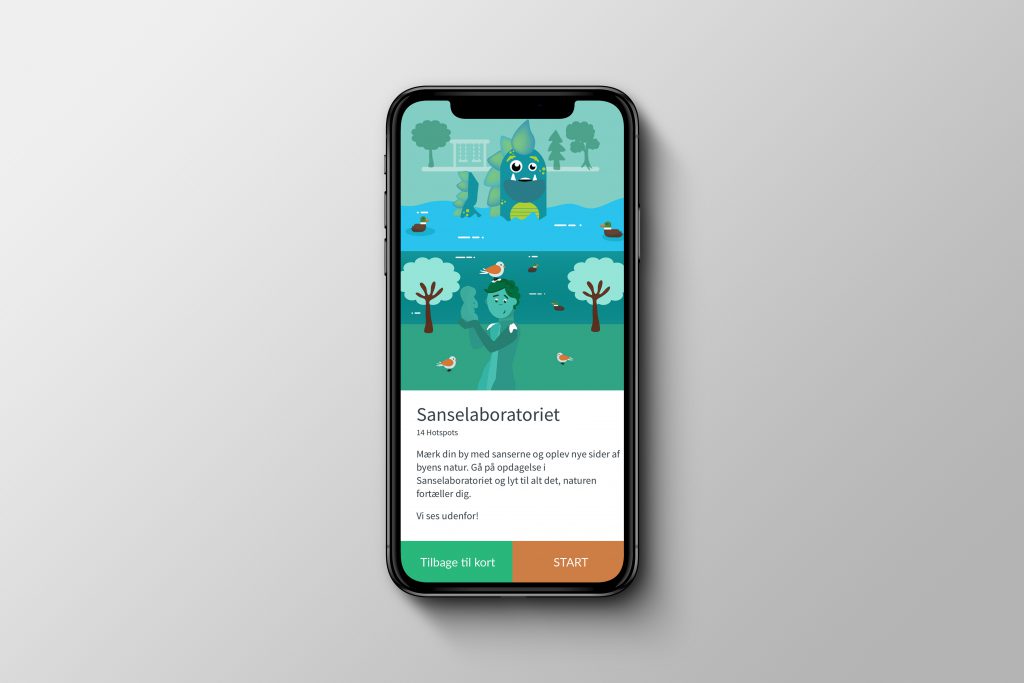 Sanselaboratoriet
14 Hotspots
Mærk din by med sanserne og oplev nye sider af
byens natur. Gå på opdagelse i
Sanselaboratoriet og lyt til alt det, naturen
fortæller dig.
Vi ses udenfor!
Tilbage til kort
START